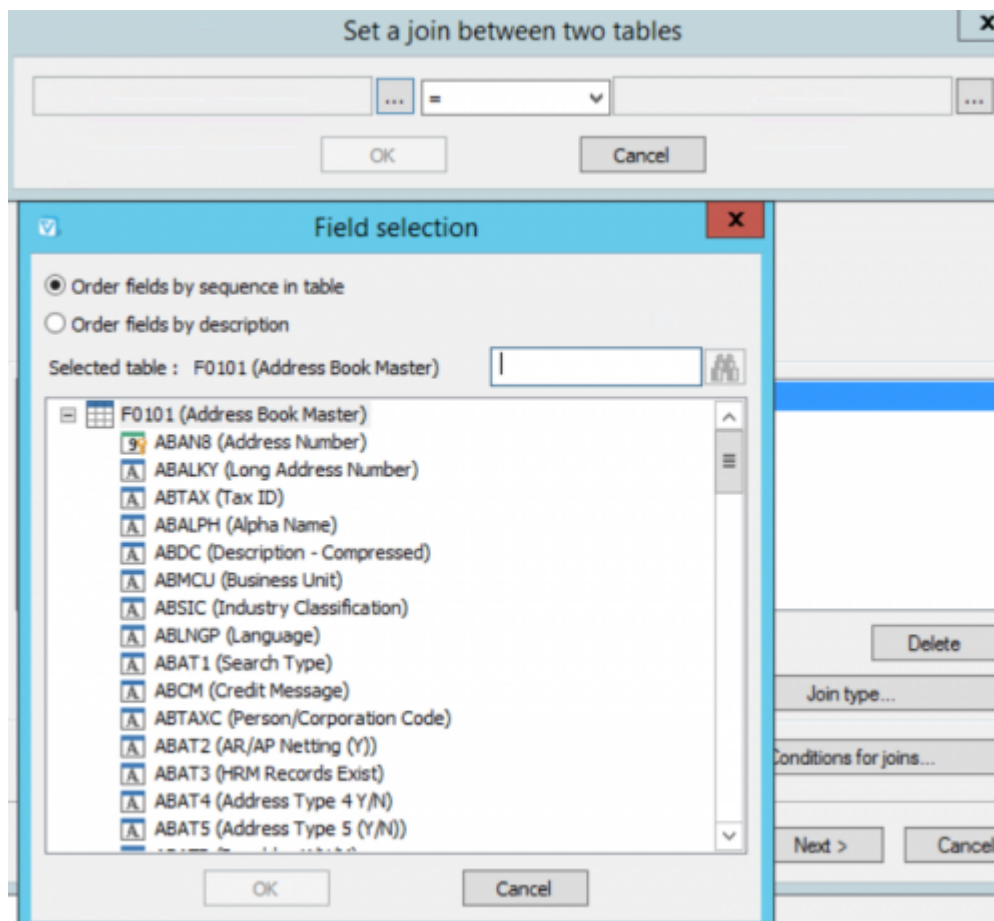 Set a join between two tables
x
... = ...
OK Cancel
Field selection
x
Order fields by sequence in table
Order fields by description
Selected table : F0101 (Address Book Master)
F0101 (Address Book Master)
ABAN8 (Address Number)
ABALKY (Long Address Number)
ABTAX (Tax ID)
ABALPH (Alpha Name)
ABDC (Description - Compressed)
ABMCU (Business Unit)
ABSIC (Industry Classification)
ABLNGP (Language)
ABAT1 (Search Type)
ABCM (Credit Message)
ABTAXC (Person/Corporation Code)
ABAT2 (AR/AP Netting (Y))
ABAT3 (HRM Records Exist)
ABAT4 (Address Type 4 Y/N)
ABAT5 (Address Type 5 (Y/N))
OK Cancel
Delete
Join type...
Conditions for joins...
Next > Cancel